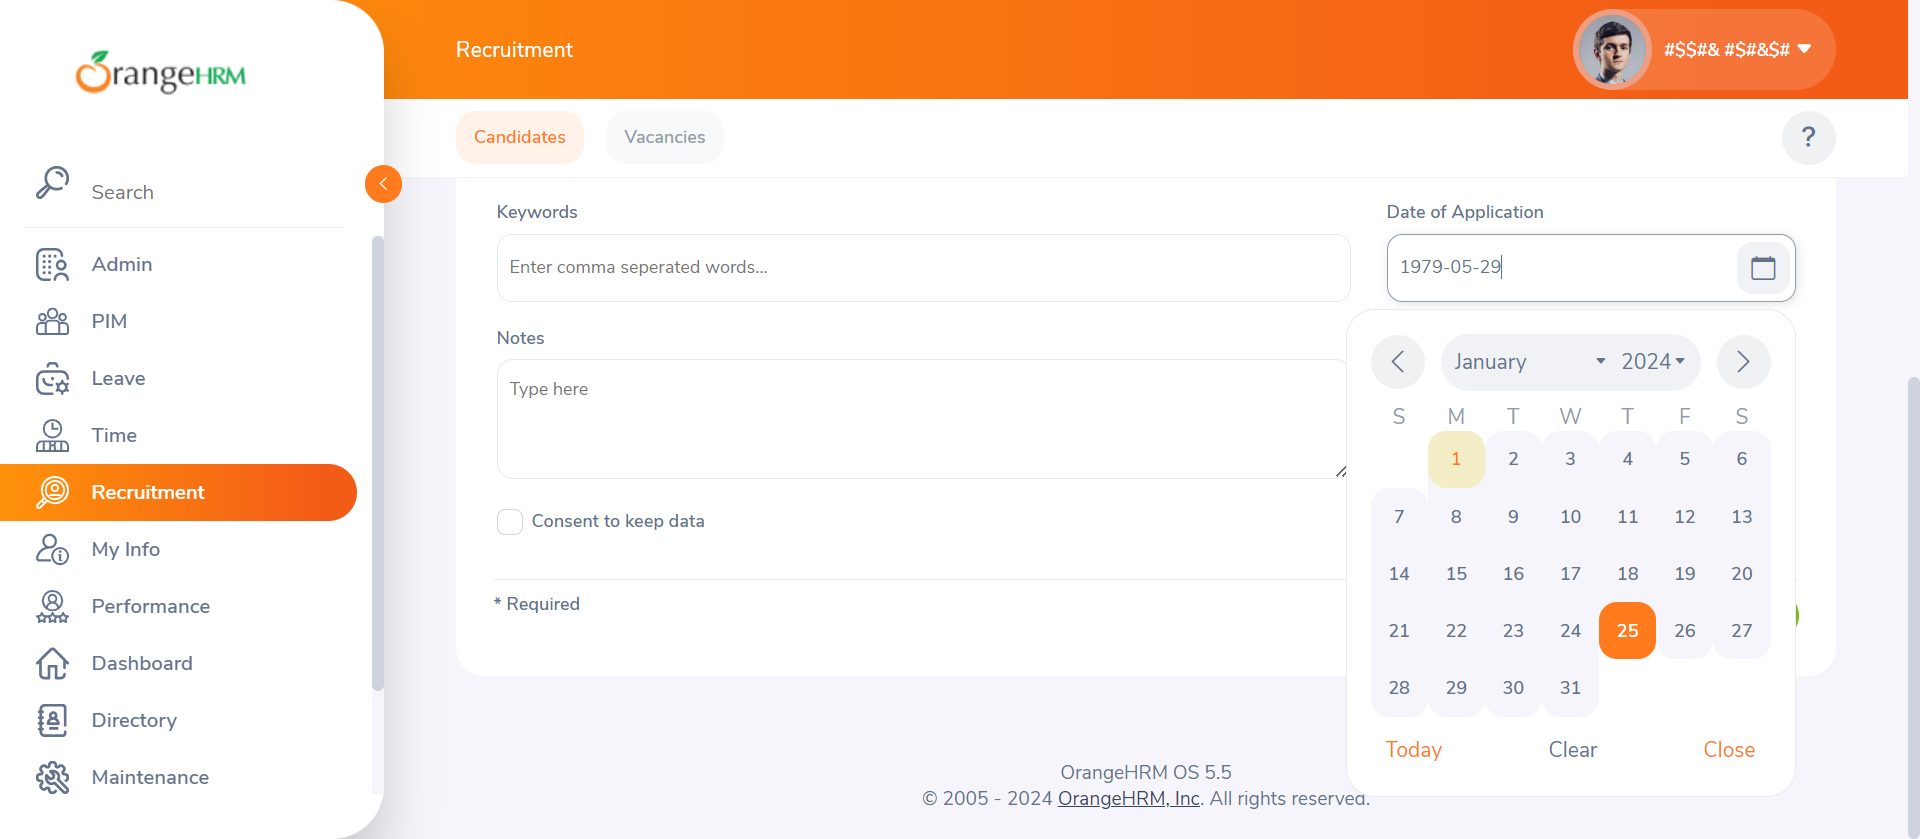 OrangeHRM
Recruitment
#$$#& #$#&$#
Candidates
Vacancies
?
Search
Admin
PIM
Leave
Time
Recruitment
My Info
Performance
Dashboard
Directory
Maintenance
Keywords
Enter comma seperated words...
Date of Application
1979-05-29
Notes
Type here
Consent to keep data
* Required
January 2024
S M T W T F S
1 2 3 4 5 6
7 8 9 10 11 12 13
14 15 16 17 18 19 20
21 22 23 24 25 26 27
28 29 30 31
Today Clear Close
OrangeHRM OS 5.5
© 2005 - 2024 OrangeHRM, Inc. All rights reserved.